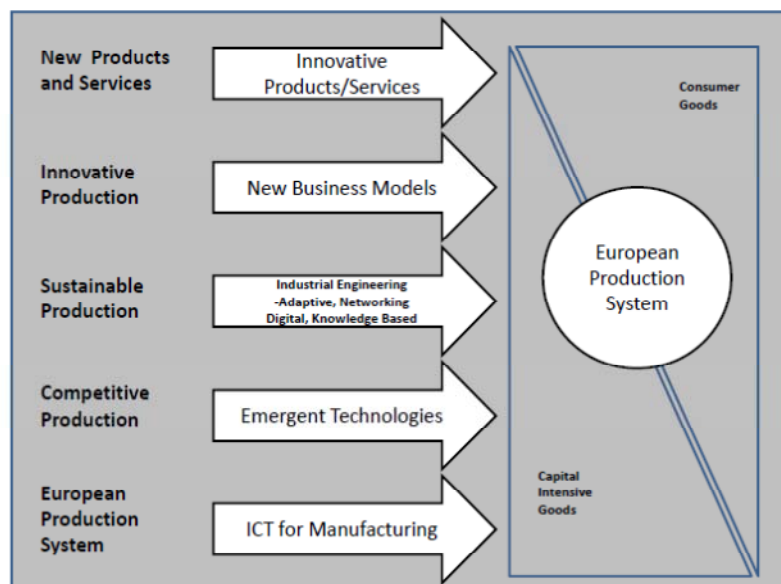 New Products
and Services
Innovative
Products/Services
Innovative
Production
New Business Models
Sustainable
Production
Industrial Engineering
-Adaptive, Networking
Digital, Knowledge Based
Competitive
Production
Emergent Technologies
European
Production
System
ICT for Manufacturing
Consumer
Goods
European
Production
System
Capital
Intensive
Goods